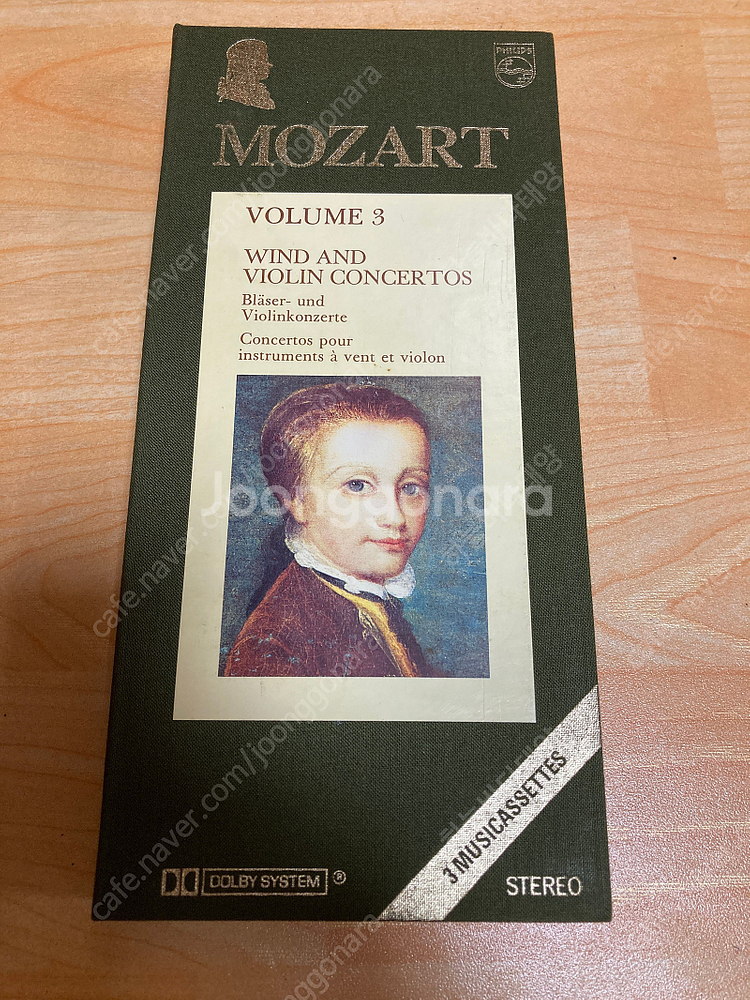 PHILIPS
MOZART
VOLUME 3
WIND AND
VIOLIN CONCERTOS
Bläser- und
Violinkonzerte
Concertos pour
instruments à vent et violon
Joonggonara
3 MUSICASSETTES
DOLBY SYSTEM ®
STEREO
cafe.naver.com/joonggonara